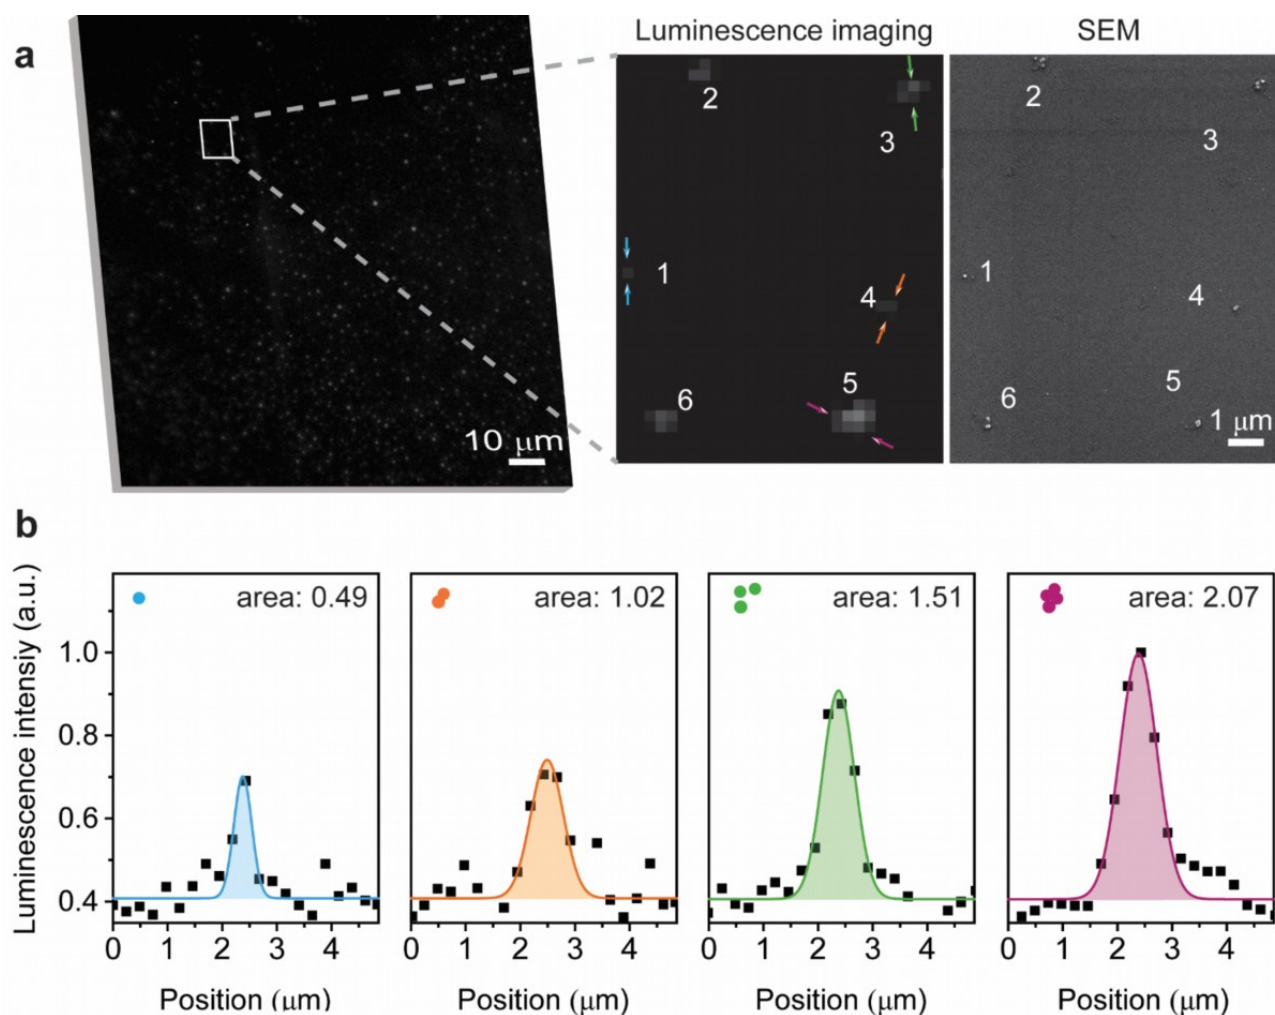 a
Luminescence imaging
SEM
2
3
1
4
5
6
10 μm
2
3
1
4
5
6
1 μm
b
Luminescence intensiy (a.u.)
1.0
0.8
0.6
0.4
area: 0.49
area: 1.02
area: 1.51
area: 2.07
0 1 2 3 4
0 1 2 3 4
0 1 2 3 4
0 1 2 3 4
Position (μm)
Position (μm)
Position (μm)
Position (μm)